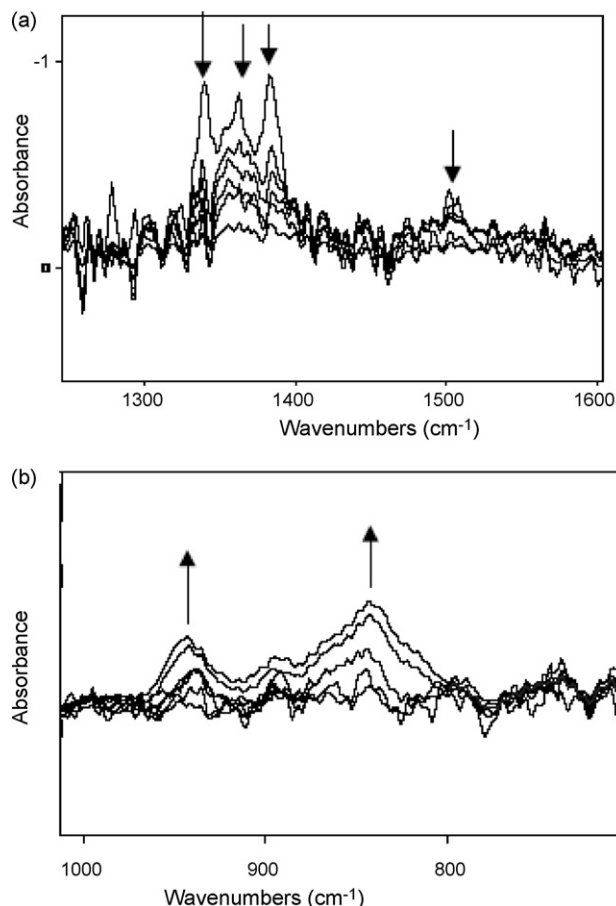 (a)
-1
Absorbance
1300 1400 1500 1600
Wavenumbers (cm-1)
(b)
Absorbance
1000 900 800
Wavenumbers (cm-1)